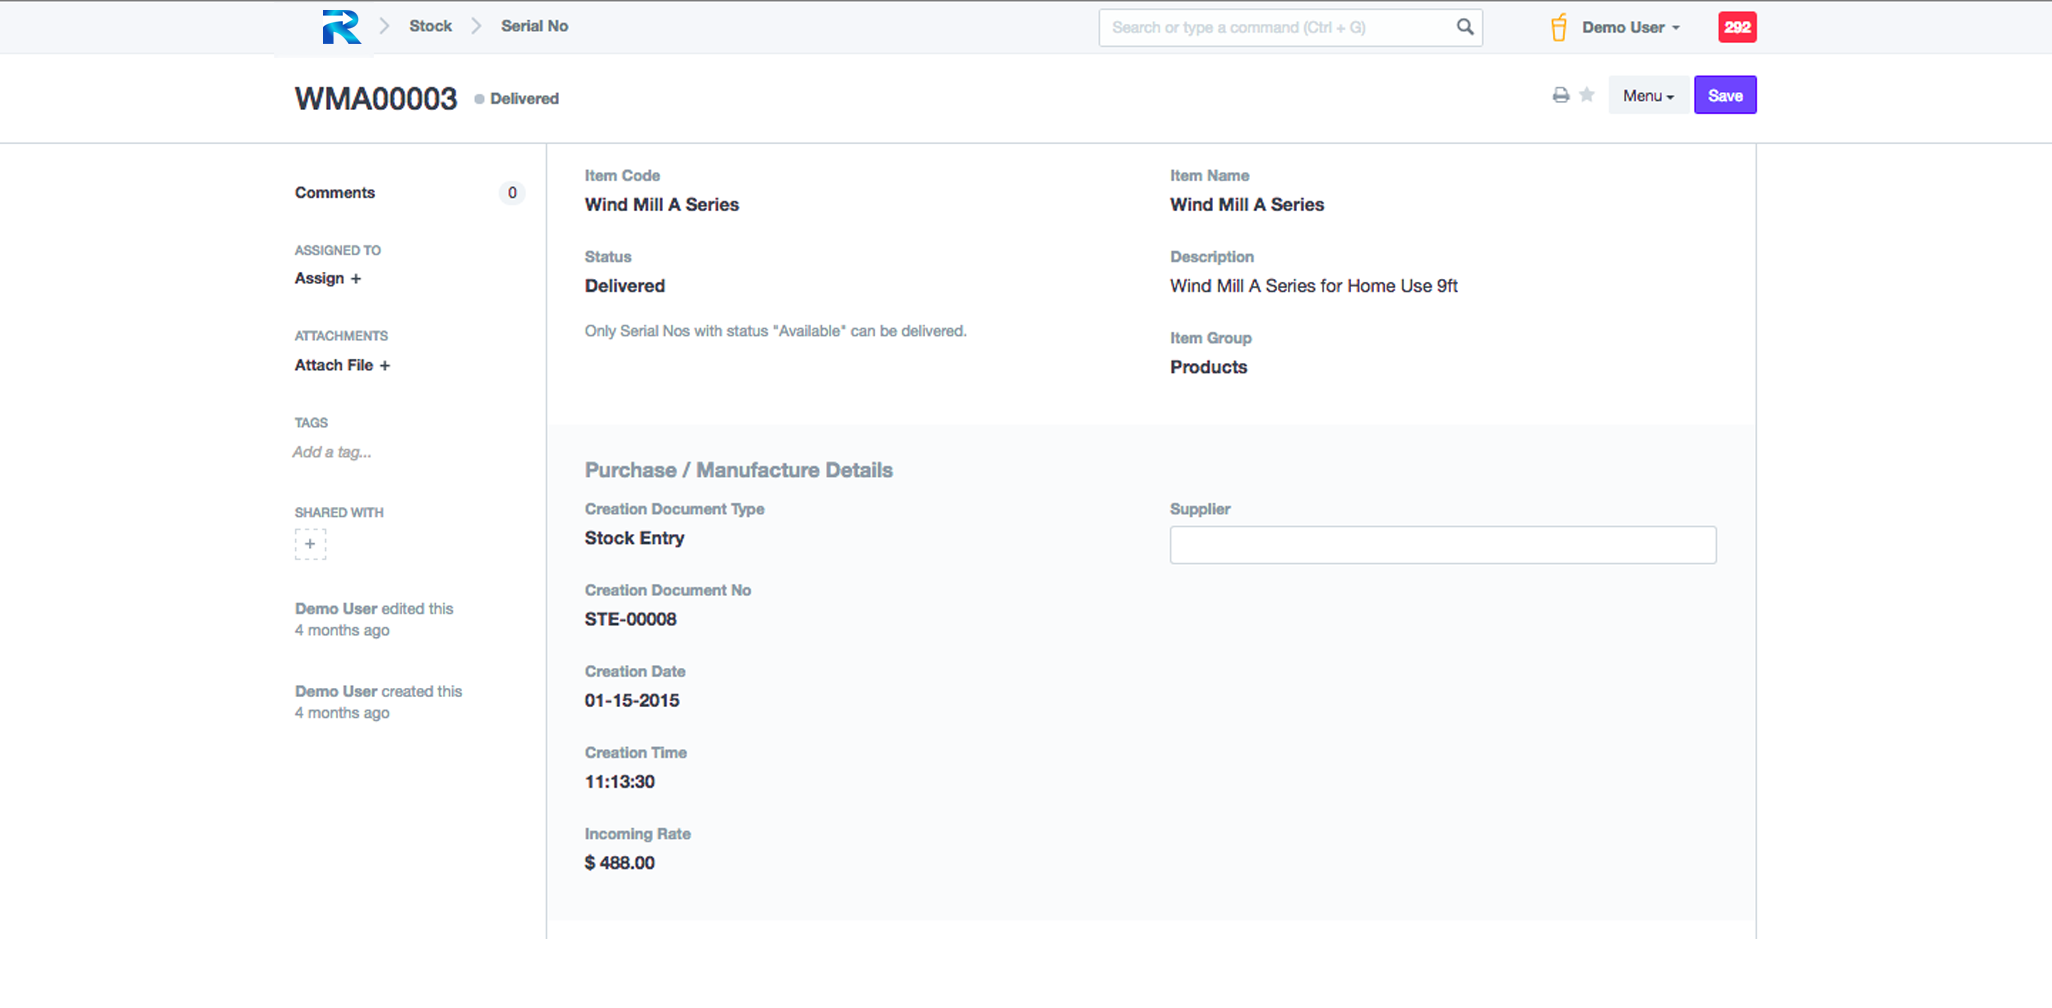 Stock
Serial No
Search or type a command (Ctrl + G)
Demo User
292
WMA00003
Delivered
Menu
Save
Comments
0
ASSIGNED TO
Assign +
ATTACHMENTS
Attach File +
TAGS
Add a tag...
SHARED WITH
+
Demo User edited this
4 months ago
Demo User created this
4 months ago
Item Code
Wind Mill A Series
Status
Delivered
Only Serial Nos with status "Available" can be delivered.
Item Name
Wind Mill A Series
Description
Wind Mill A Series for Home Use 9ft
Item Group
Products
Purchase / Manufacture Details
Creation Document Type
Stock Entry
Creation Document No
STE-00008
Creation Date
01-15-2015
Creation Time
11:13:30
Incoming Rate
$ 488.00
Supplier